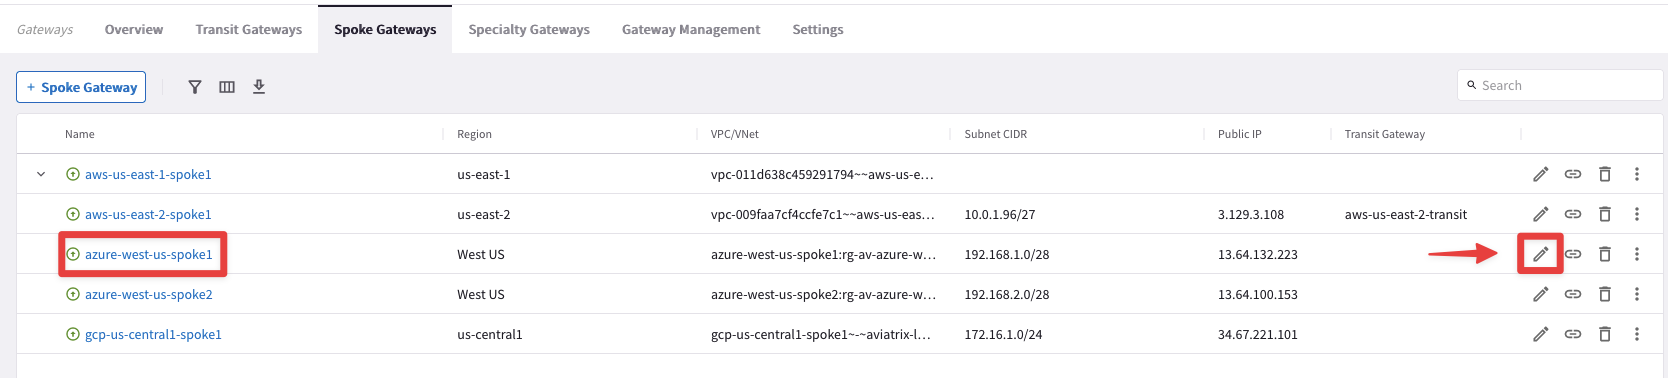 Gateways Overview Transit Gateways Spoke Gateways Specialty Gateways Gateway Management Settings
+ Spoke Gateway Search
Name Region VPC/VNet Subnet CIDR Public IP Transit Gateway
aws-us-east-1-spoke1 us-east-1 vpc-011d638c459291794~~aws-us-e...
aws-us-east-2-spoke1 us-east-2 vpc-009faa7cf4ccfe7c1~~aws-us-eas... 10.0.1.96/27 3.129.3.108 aws-us-east-2-transit
azure-west-us-spoke1 West US azure-west-us-spoke1:rg-av-azure-w... 192.168.1.0/28 13.64.132.223
azure-west-us-spoke2 West US azure-west-us-spoke2:rg-av-azure-w... 192.168.2.0/28 13.64.100.153
gcp-us-central1-spoke1 us-central1 gcp-us-central1-spoke1~-~aviatrix-l... 172.16.1.0/24 34.67.221.101